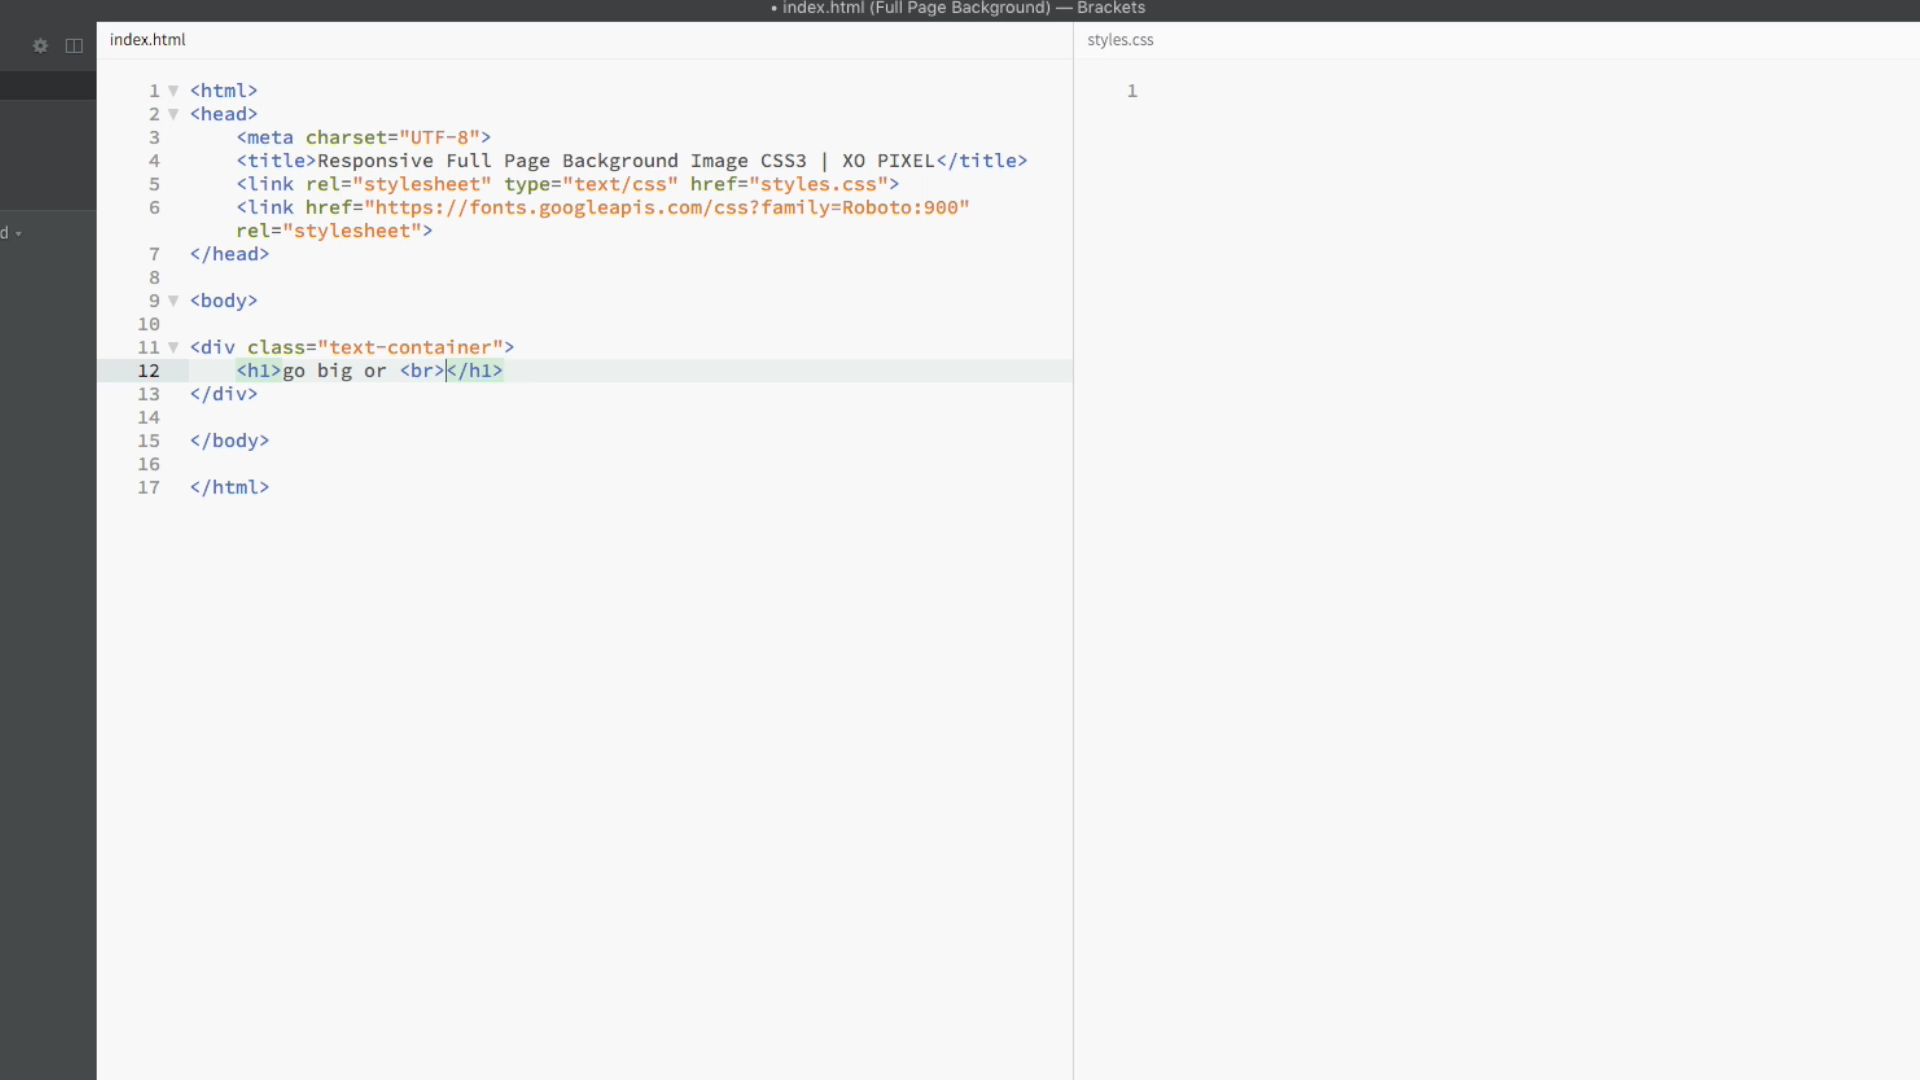 • index.html (Full Page Background) — Brackets
index.html
styles.css
d
1 <html>
2 <head>
3 <meta charset="UTF-8">
4 <title>Responsive Full Page Background Image CSS3 | XO PIXEL</title>
5 <link rel="stylesheet" type="text/css" href="styles.css">
6 <link href="https://fonts.googleapis.com/css?family=Roboto:900"
rel="stylesheet">
7 </head>
8
9 <body>
10
11 <div class="text-container">
12 <h1>go big or <br></h1>
13 </div>
14
15 </body>
16
17 </html>
1